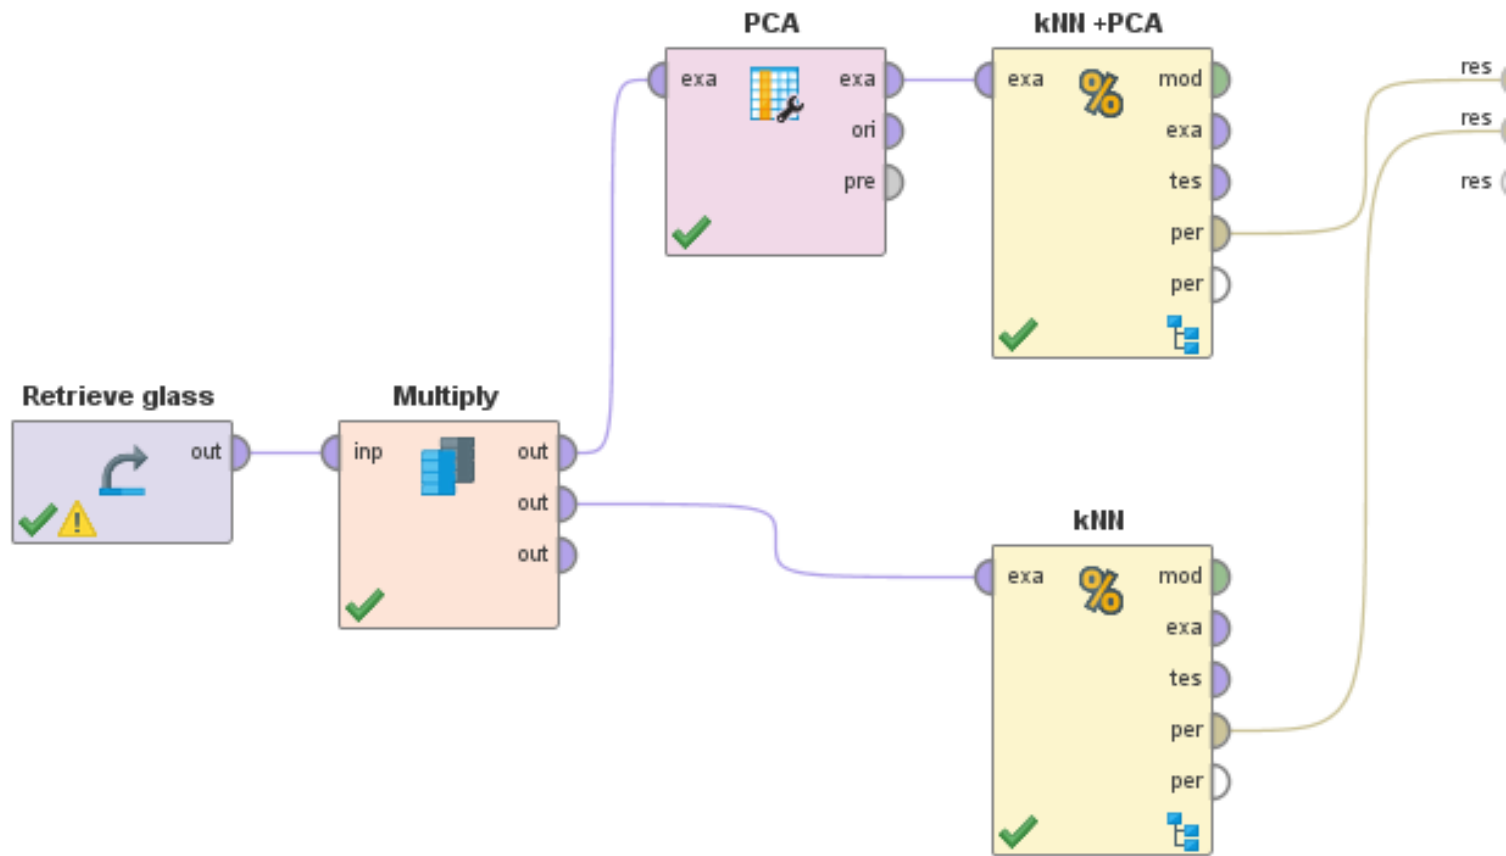 PCA
exa
exa
ori
pre
kNN +PCA
exa
mod
exa
tes
per
per
res
res
res
Retrieve glass
out
Multiply
inp
out
out
out
kNN
exa
mod
exa
tes
per
per